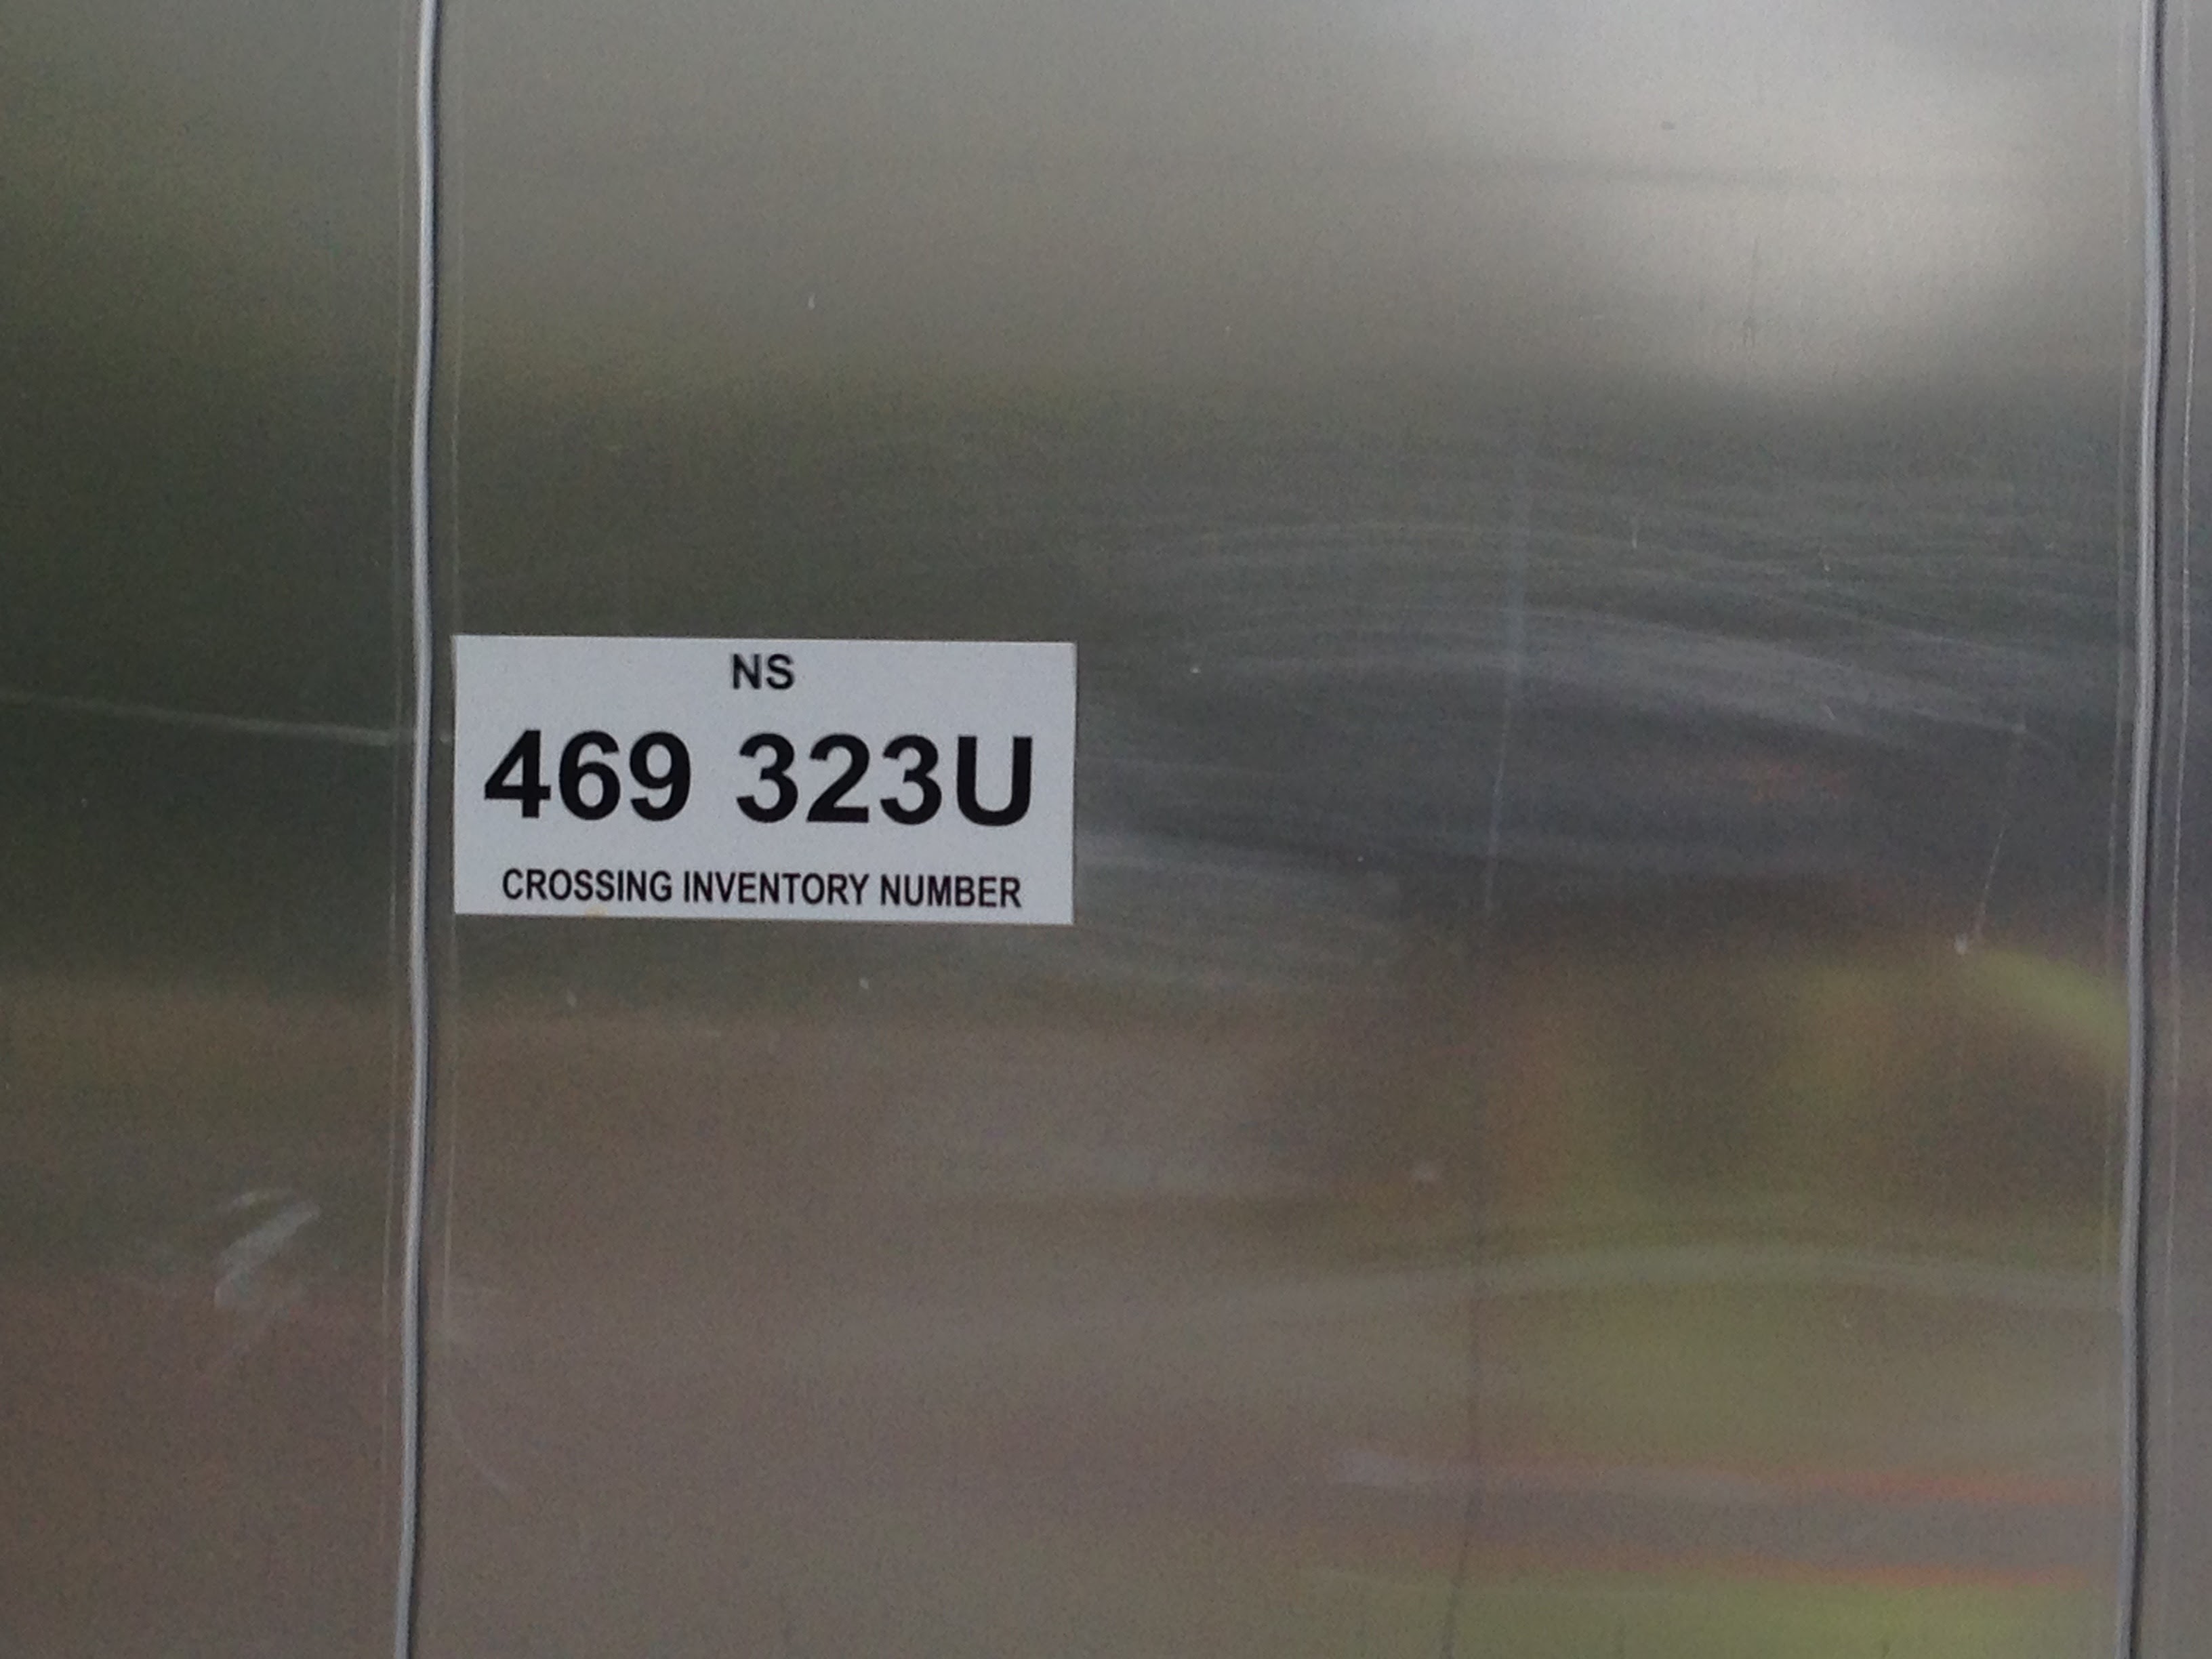 NS
469 323U
CROSSING INVENTORY NUMBER